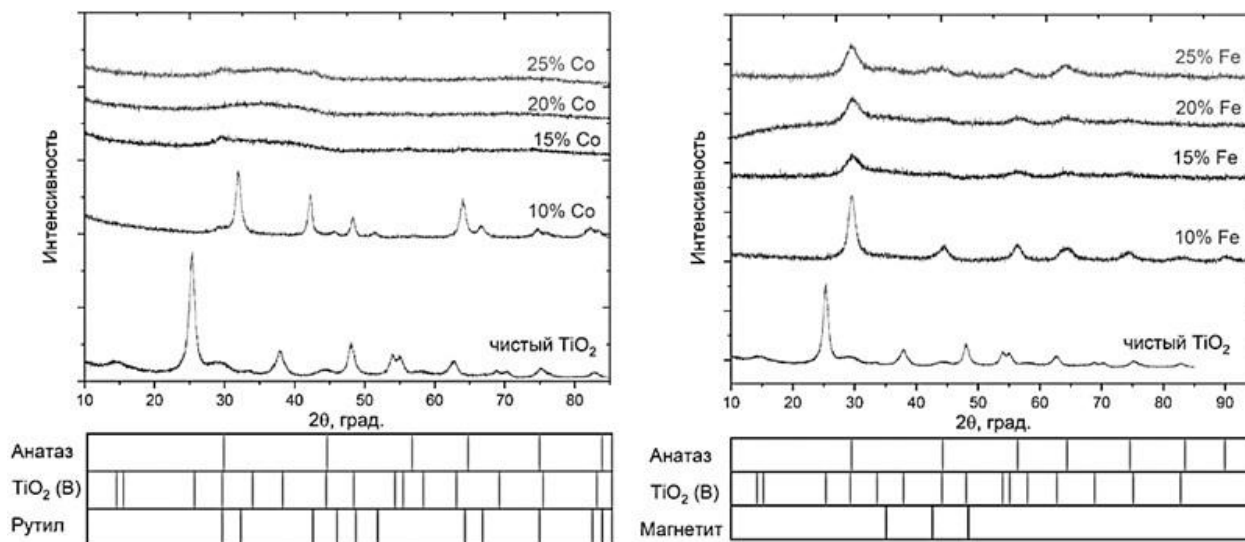 Интенсивность
25% Co
20% Co
15% Co
10% Co
чистый TiO₂
10 20 30 40 50 60 70 80
2θ, град.
Анатаз
TiO₂ (B)
Рутил
Интенсивность
25% Fe
20% Fe
15% Fe
10% Fe
чистый TiO₂
10 20 30 40 50 60 70 80 90
2θ, град.
Анатаз
TiO₂ (B)
Магнетит